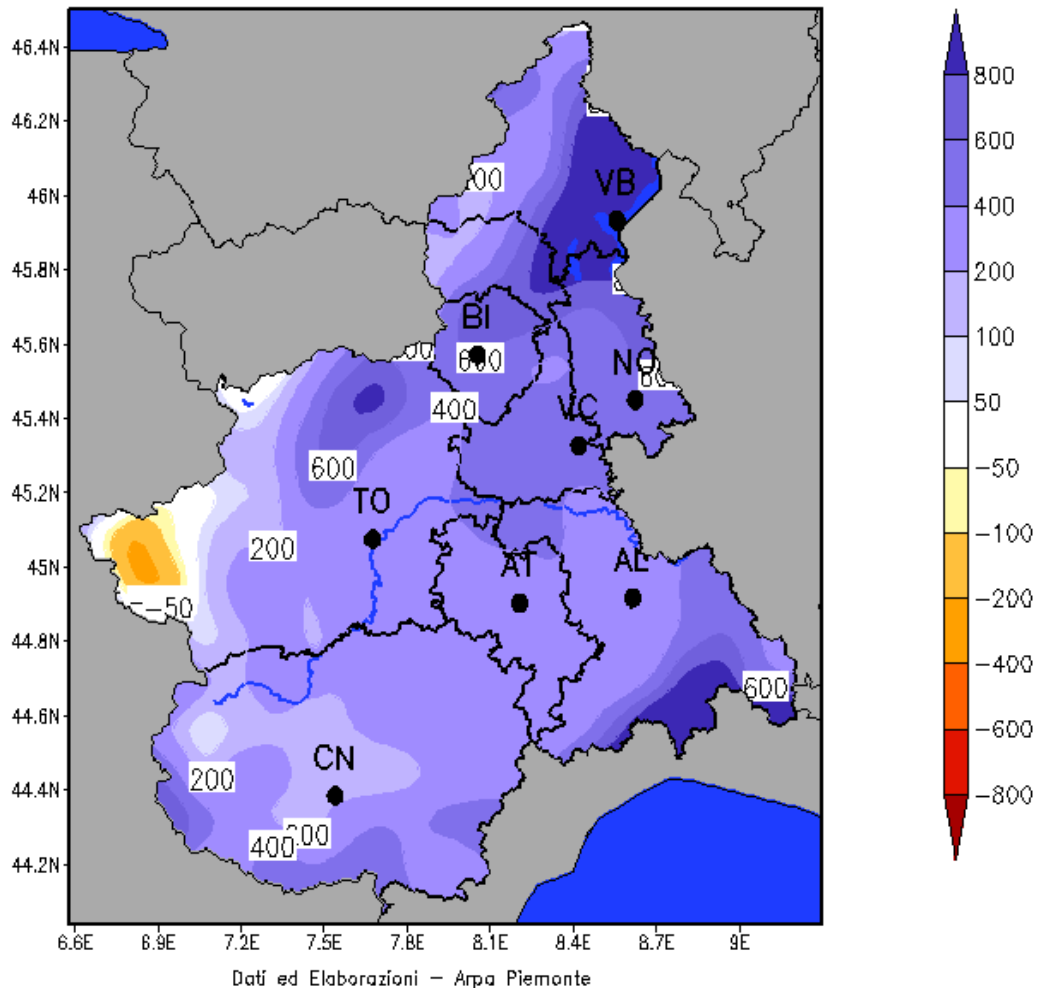 46.4N
46.2N
46N
45.8N
45.6N
45.4N
45.2N
45N
44.8N
44.6N
44.4N
44.2N
6.6E 6.9E 7.2E 7.5E 7.8E 8.1E 8.4E 8.7E 9E
VB
BI
600
NO
400
VC
600
TO
200
AT
AL
-50
600
CN
200
400
800
600
400
200
100
50
-50
-100
-200
-400
-600
-800
Dati ed Elaborazioni - Arpa Piemonte